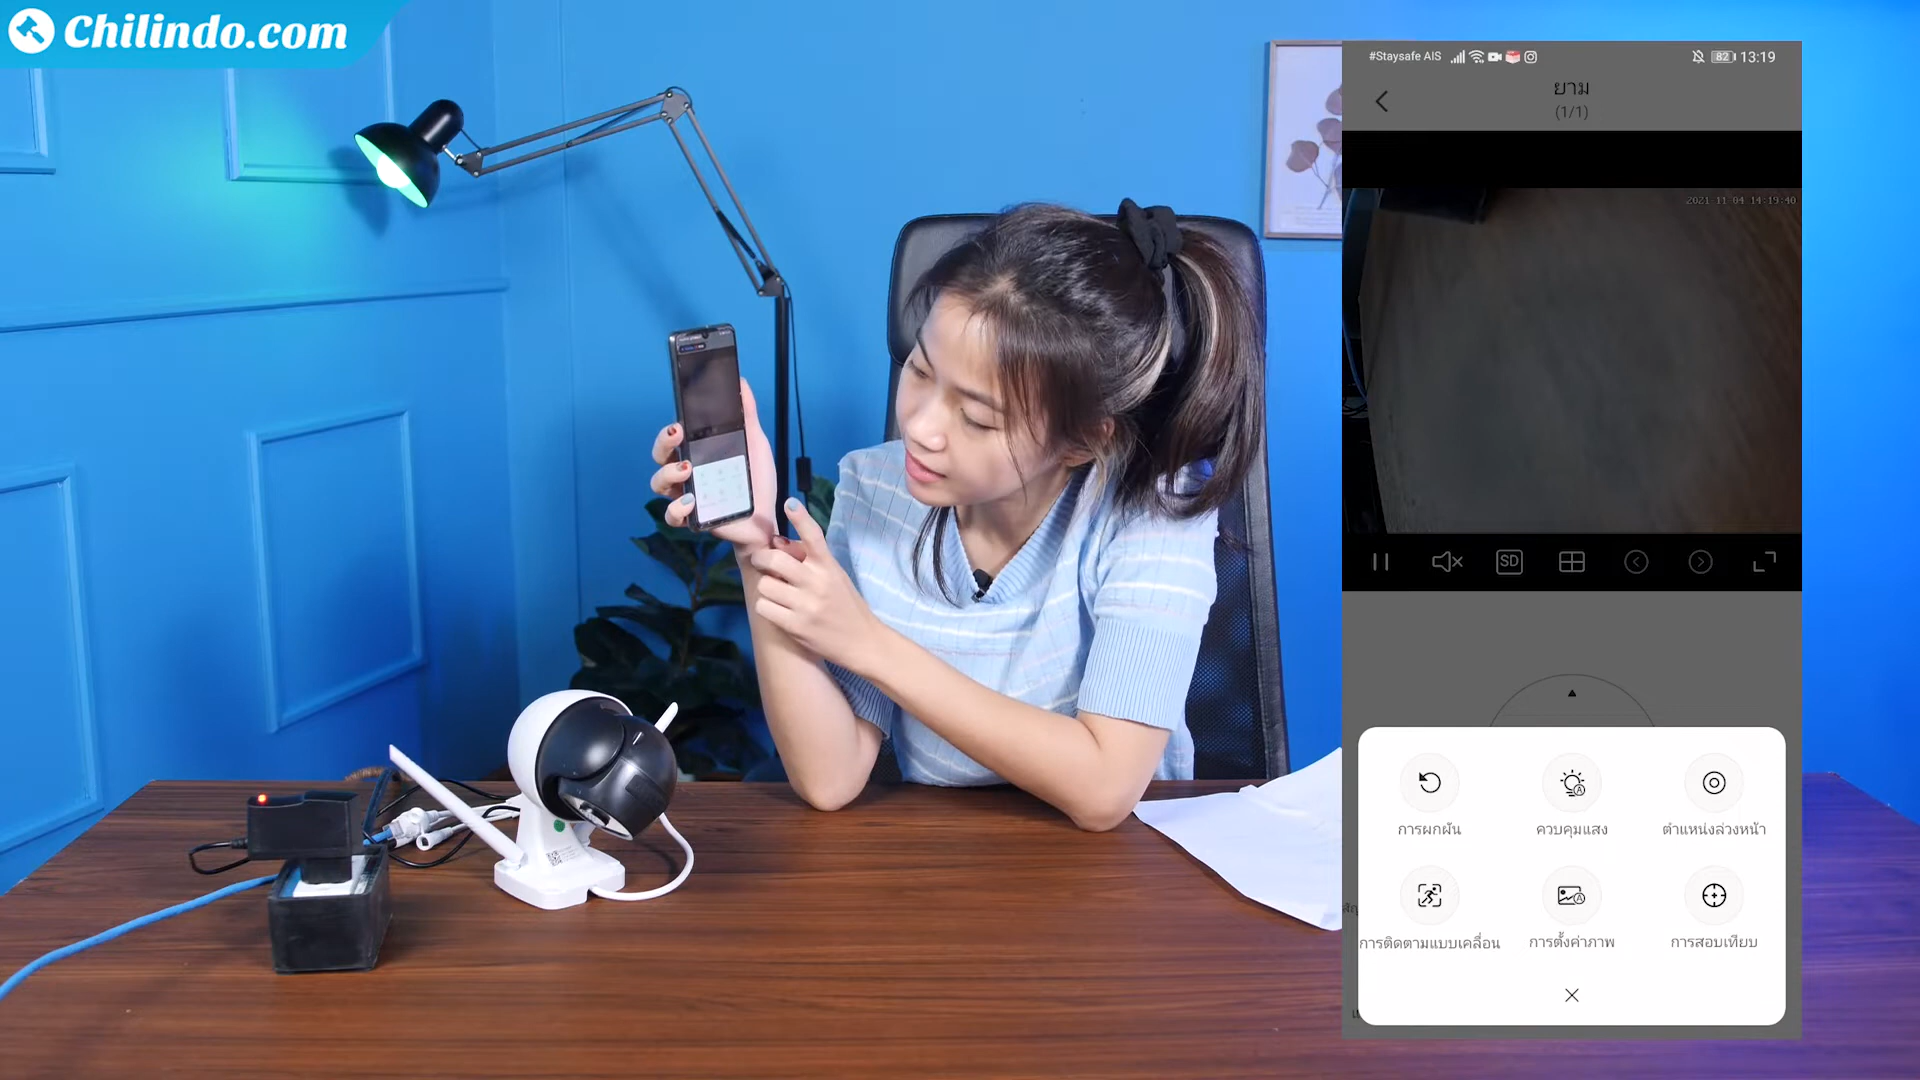 Chilindo.com
#Staysafe AIS
82
13:19
ยาม
(1/1)
2021-11-04 14:19:40
SD
การผกผัน
ควบคุมแสง
ตำแหน่งล่วงหน้า
การติดตามแบบเคลื่อน
การตั้งค่าภาพ
การสอบเทียบ